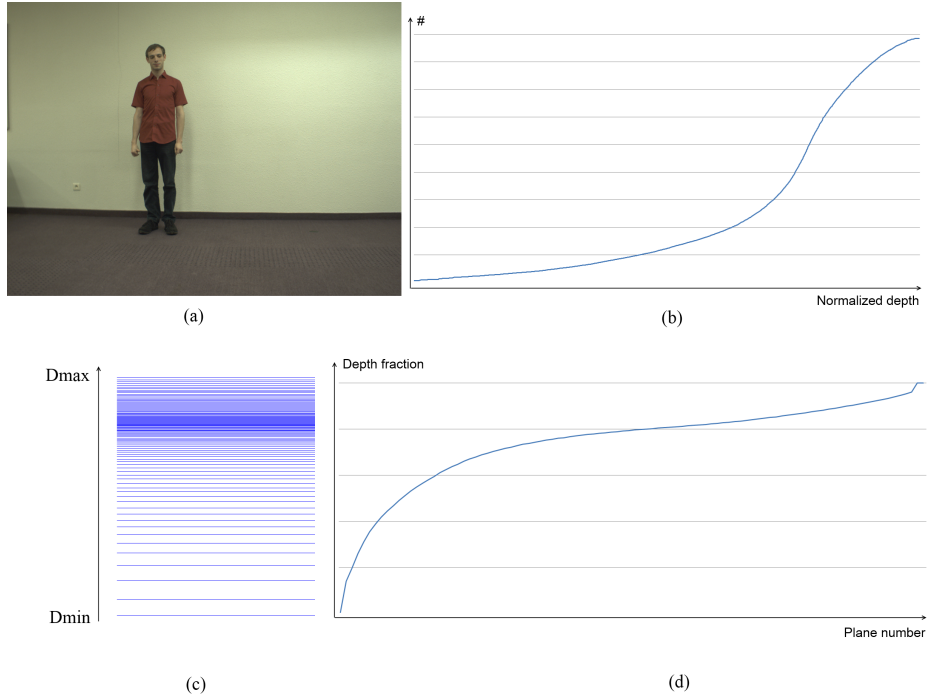 #
Normalized depth
(a)
(b)
Depth fraction
Dmax
Dmin
Plane number
(c)
(d)